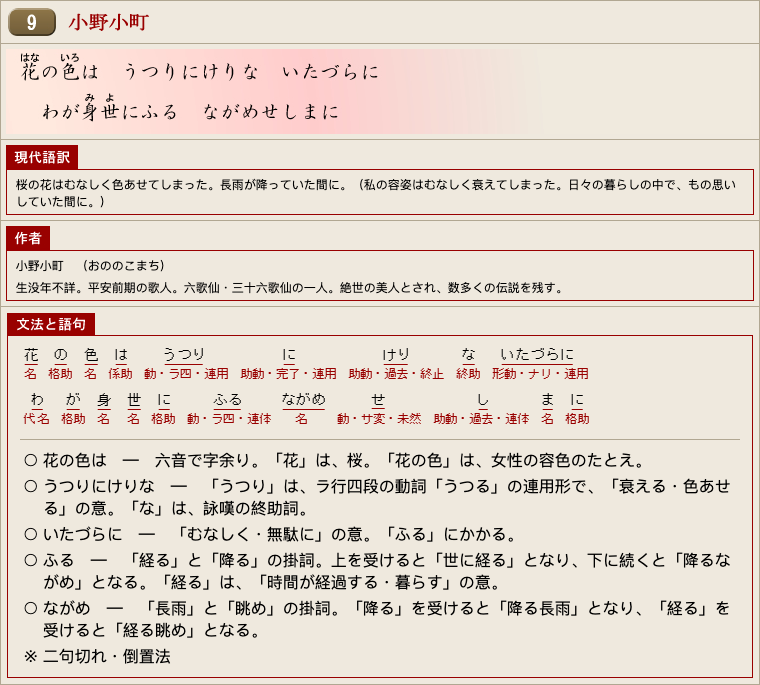 9 小野小町
はな いろ
花の色は　うつりにけりな　いたづらに
み よ
わが身世にふる　ながめせしまに
現代語訳
桜の花はむなしく色あせてしまった。長雨が降っていた間に。（私の容姿はむなしく衰えてしまった。日々の暮らしの中で、もの思い
していた間に。）
作者
小野小町　（おののこまち）
生没年不詳。平安前期の歌人。六歌仙・三十六歌仙の一人。絶世の美人とされ、数多くの伝説を残す。
文法と語句
花 の 色 は うつり に けり な いたづらに
名 格助 名 係助 動・ラ四・連用 助動・完了・連用 助動・過去・終止 終助 形動・ナリ・連用
わ が 身 世 に ふる ながめ せ し ま に
代名 格助 名 名 格助 動・ラ四・連体 名 動・サ変・未然 助動・過去・連体 名 格助
○ 花の色は　―　六音で字余り。「花」は、桜。「花の色」は、女性の容色のたとえ。
○ うつりにけりな　―　「うつり」は、ラ行四段の動詞「うつる」の連用形で、「衰える・色あせ
る」の意。「な」は、詠嘆の終助詞。
○ いたづらに　―　「むなしく・無駄に」の意。「ふる」にかかる。
○ ふる　―　「経る」と「降る」の掛詞。上を受けると「世に経る」となり、下に続くと「降るな
がめ」となる。「経る」は、「時間が経過する・暮らす」の意。
○ ながめ　―　「長雨」と「眺め」の掛詞。「降る」を受けると「降る長雨」となり、「経る」を
受けると「経る眺め」となる。
※ 二句切れ・倒置法